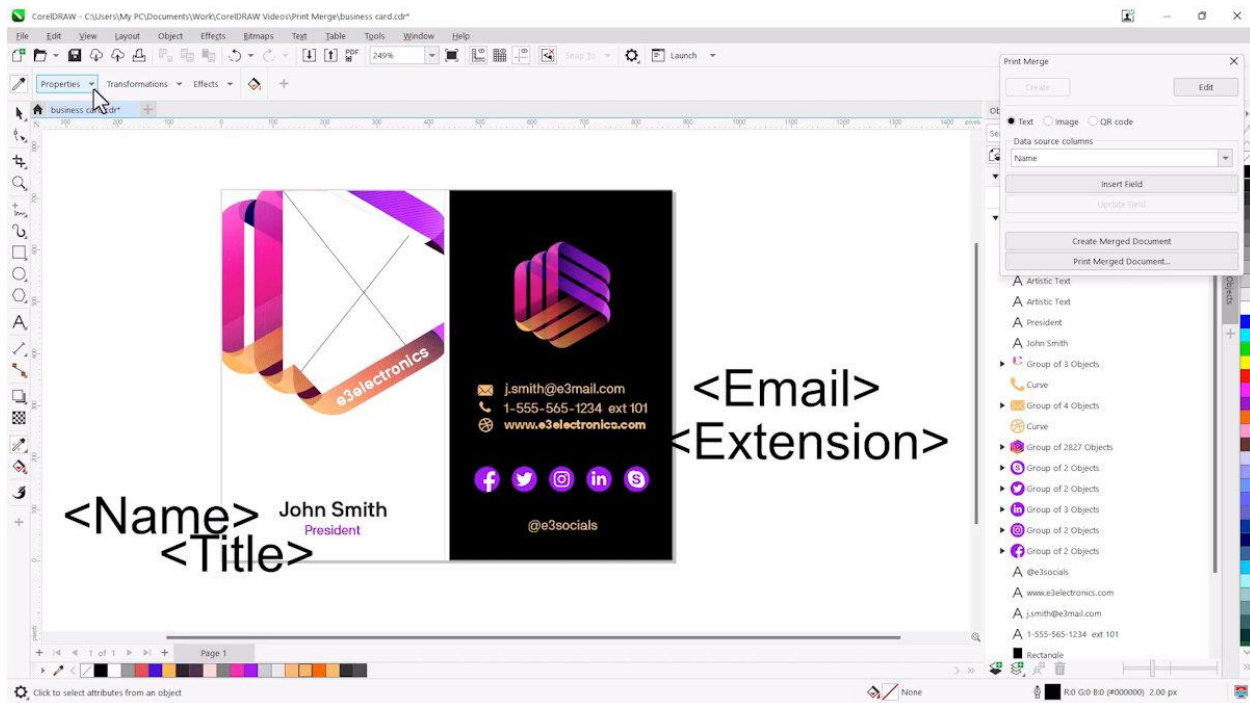 CorelDRAW - C:\Users\My PC\Documents\Work\CorelDRAW Videos\Print Merge\business card.cdr*
File Edit View Layout Object Effects Bitmaps Text Table Tools Window Help
PDF 249% Snap To Launch
Properties Transformations Effects
business card.cdr*
Print Merge
Create Edit
Text Image QR code
Data source columns
Name
Insert Field
Update Field
Create Merged Document
Print Merged Document...
e3electronics
j.smith@e3mail.com
1-555-565-1234 ext 101
www.e3electronics.com
<Email>
<Extension>
<Name>
<Title>
John Smith
President
@e3socials
Artistic Text
Artistic Text
President
John Smith
Group of 3 Objects
Curve
Group of 4 Objects
Curve
Group of 2827 Objects
Group of 2 Objects
Group of 2 Objects
Group of 3 Objects
Group of 2 Objects
Group of 2 Objects
@e3socials
www.e3electronics.com
j.smith@e3mail.com
1-555-565-1234 ext 101
Rectangle
Objects
pixels
1 of 1 Page 1
Click to select attributes from an object
None
R:0 G:0 B:0 (#000000) 2.00 px